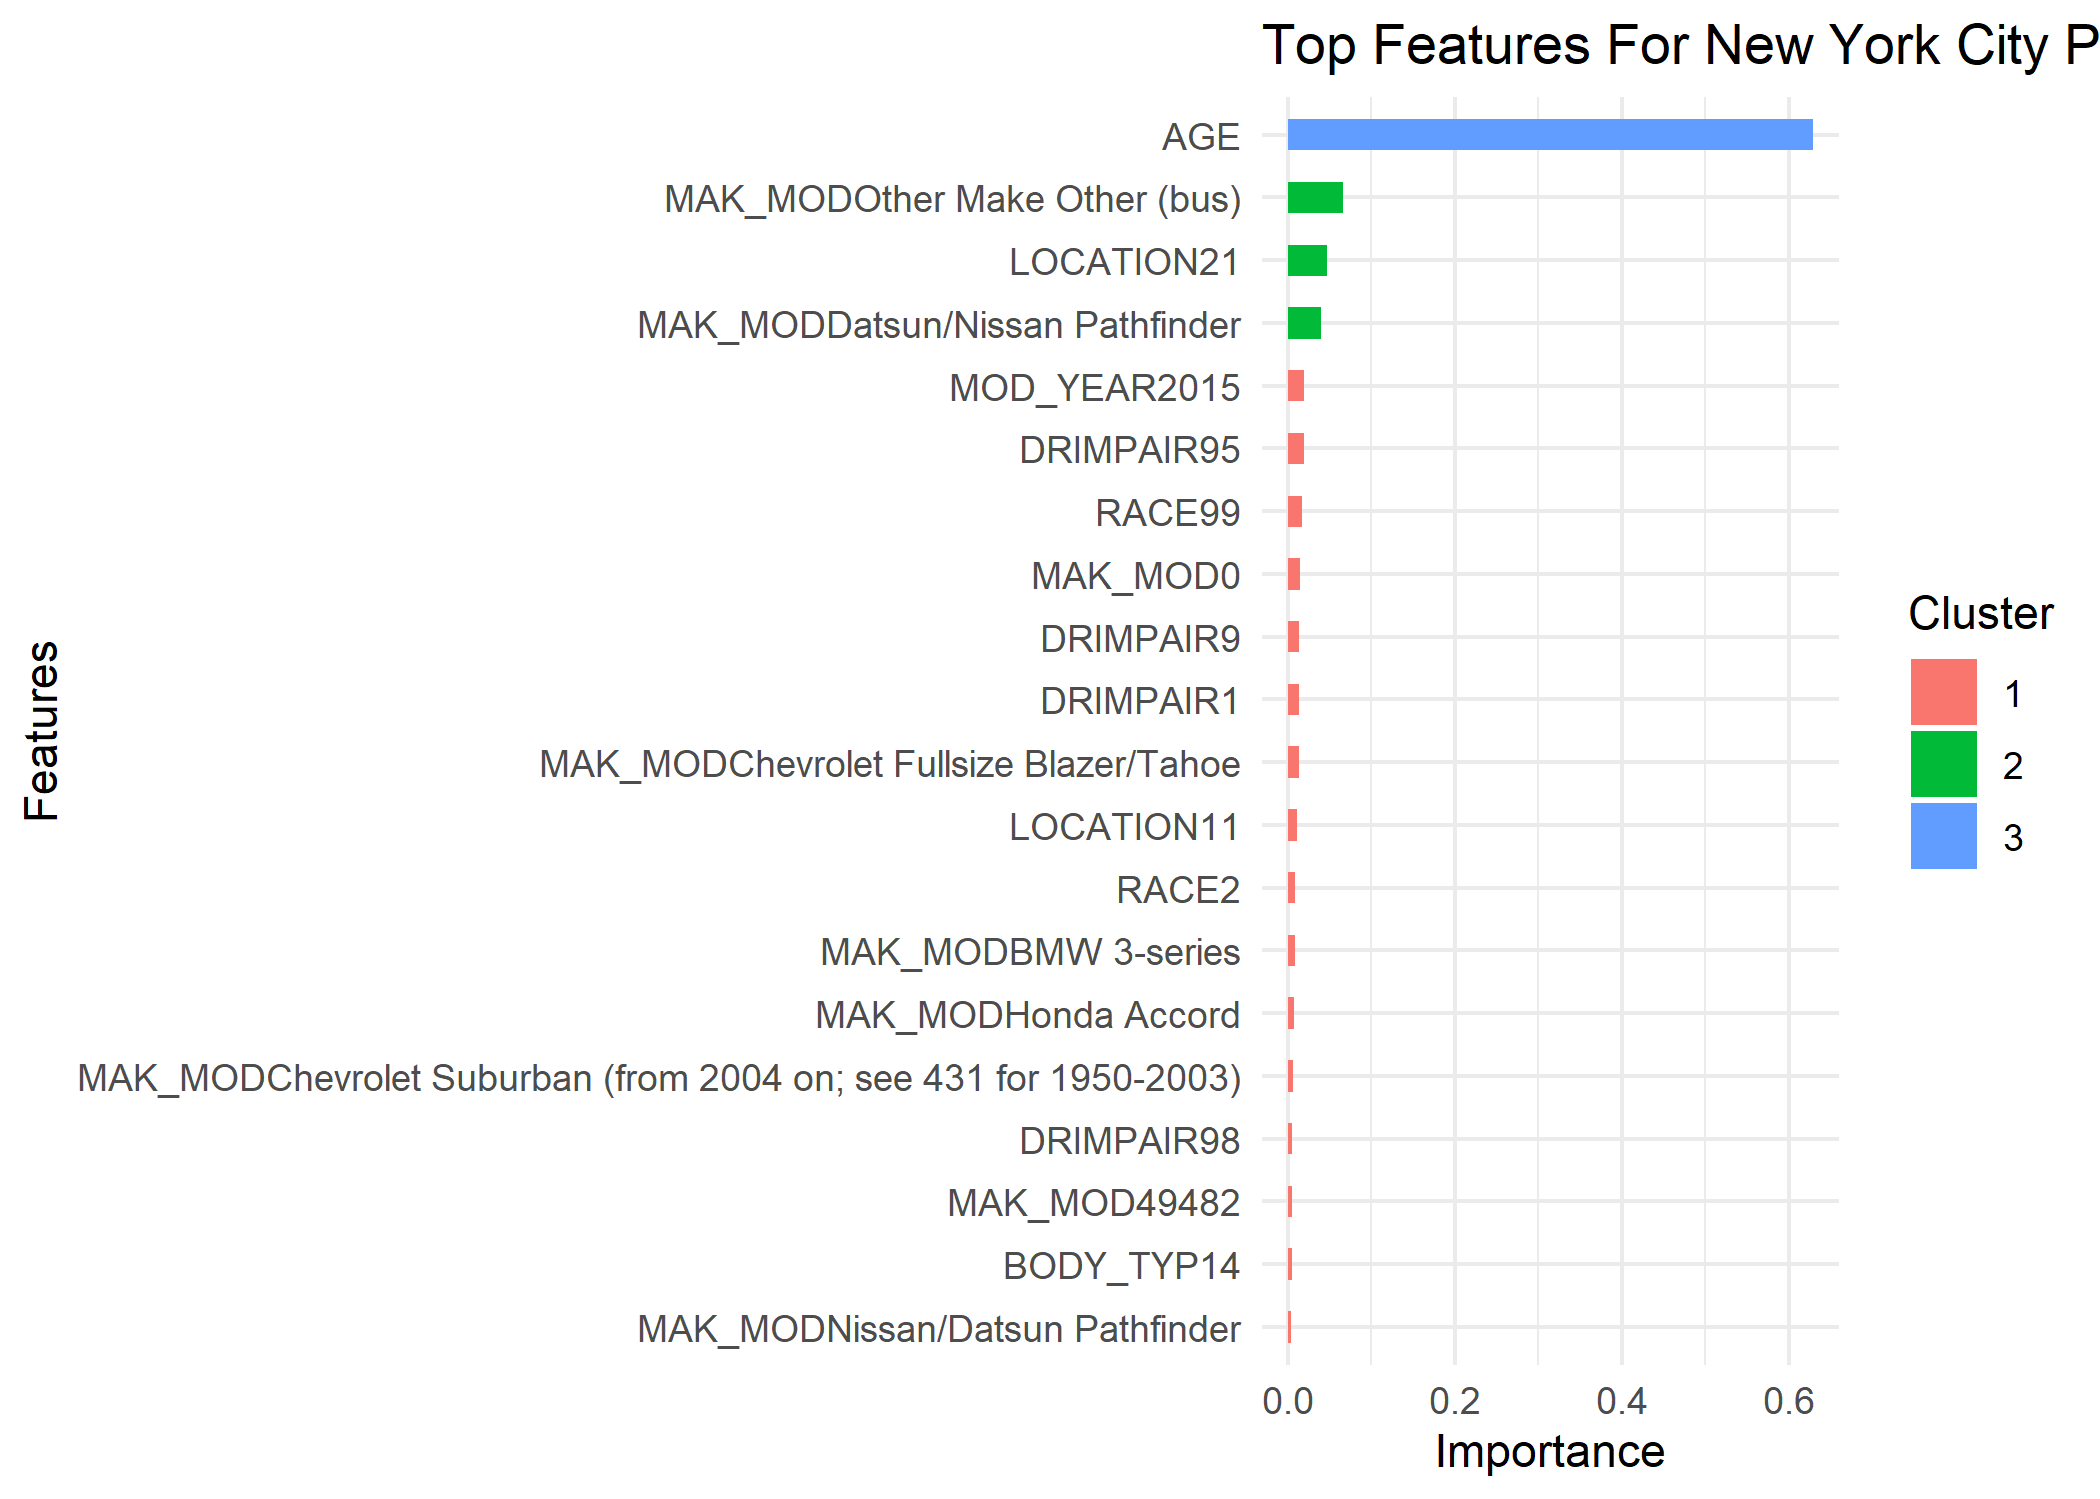 Top Features For New York City P
AGE
MAK_MODOther Make Other (bus)
LOCATION21
MAK_MODDatsun/Nissan Pathfinder
MOD_YEAR2015
DRIMPAIR95
RACE99
MAK_MOD0
DRIMPAIR9
DRIMPAIR1
MAK_MODChevrolet Fullsize Blazer/Tahoe
LOCATION11
RACE2
MAK_MODBMW 3-series
MAK_MODHonda Accord
MAK_MODChevrolet Suburban (from 2004 on; see 431 for 1950-2003)
DRIMPAIR98
MAK_MOD49482
BODY_TYP14
MAK_MODNissan/Datsun Pathfinder
Features
0.0 0.2 0.4 0.6
Importance
Cluster
1
2
3